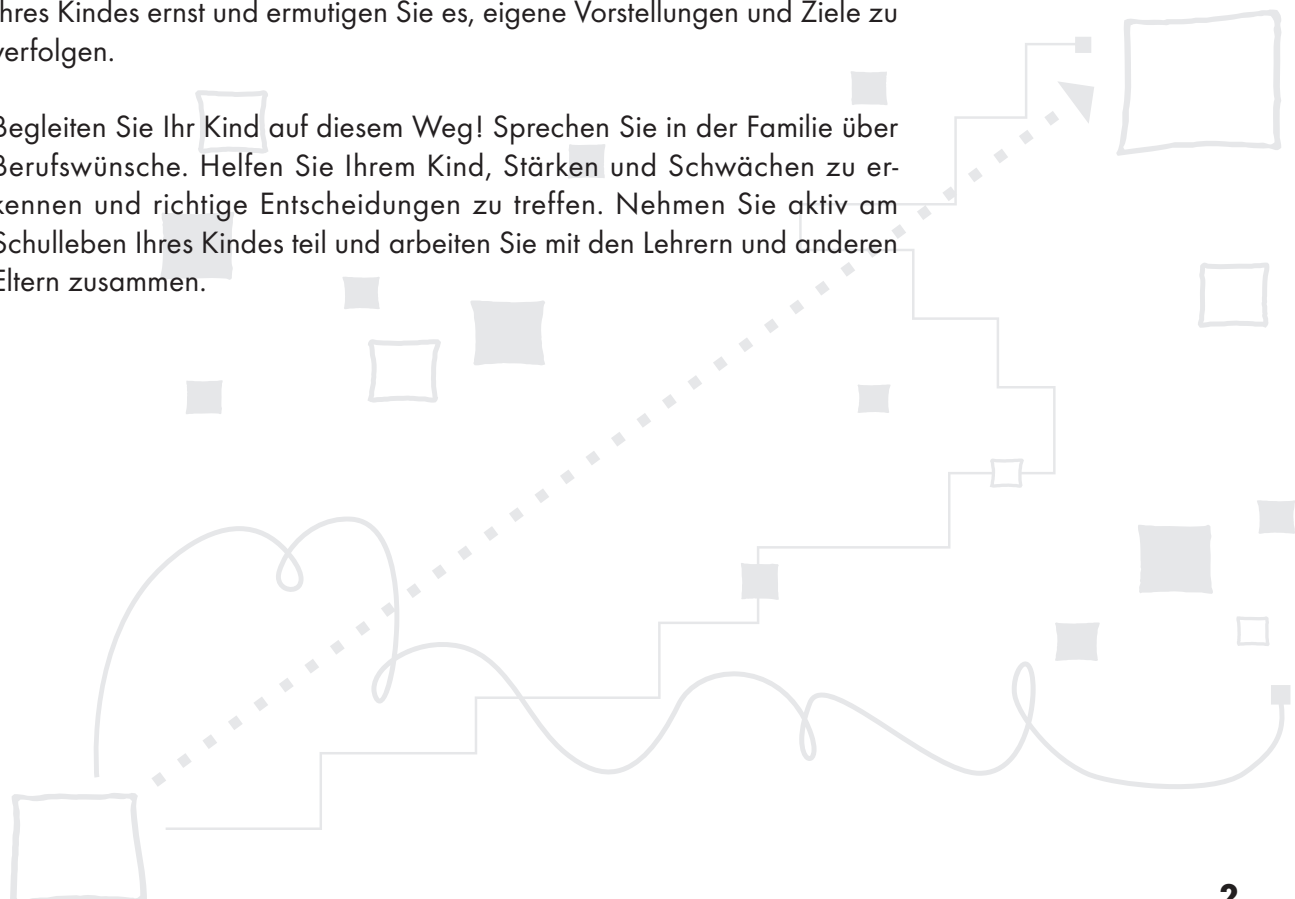 Ihres Kindes ernst und ermutigen Sie es, eigene Vorstellungen und Ziele zu
verfolgen.
Begleiten Sie Ihr Kind auf diesem Weg! Sprechen Sie in der Familie über
Berufswünsche. Helfen Sie Ihrem Kind, Stärken und Schwächen zu er-
kennen und richtige Entscheidungen zu treffen. Nehmen Sie aktiv am
Schulleben Ihres Kindes teil und arbeiten Sie mit den Lehrern und anderen
Eltern zusammen.